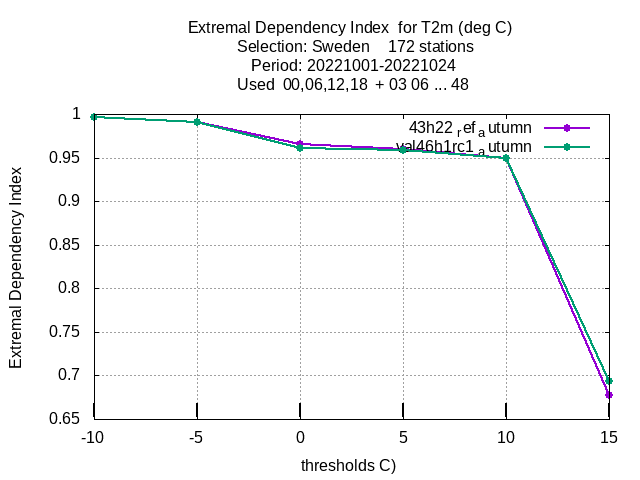 Extremal Dependency Index for T2m (deg C)
Selection: Sweden 172 stations
Period: 20221001-20221024
Used 00,06,12,18 + 03 06 ... 48
Extremal Dependency Index
1
0.95
0.9
0.85
0.8
0.75
0.7
0.65
43h22 ref a utumn
val46h1rc1 a utumn
-10
-5
0
5
10
15
thresholds C)